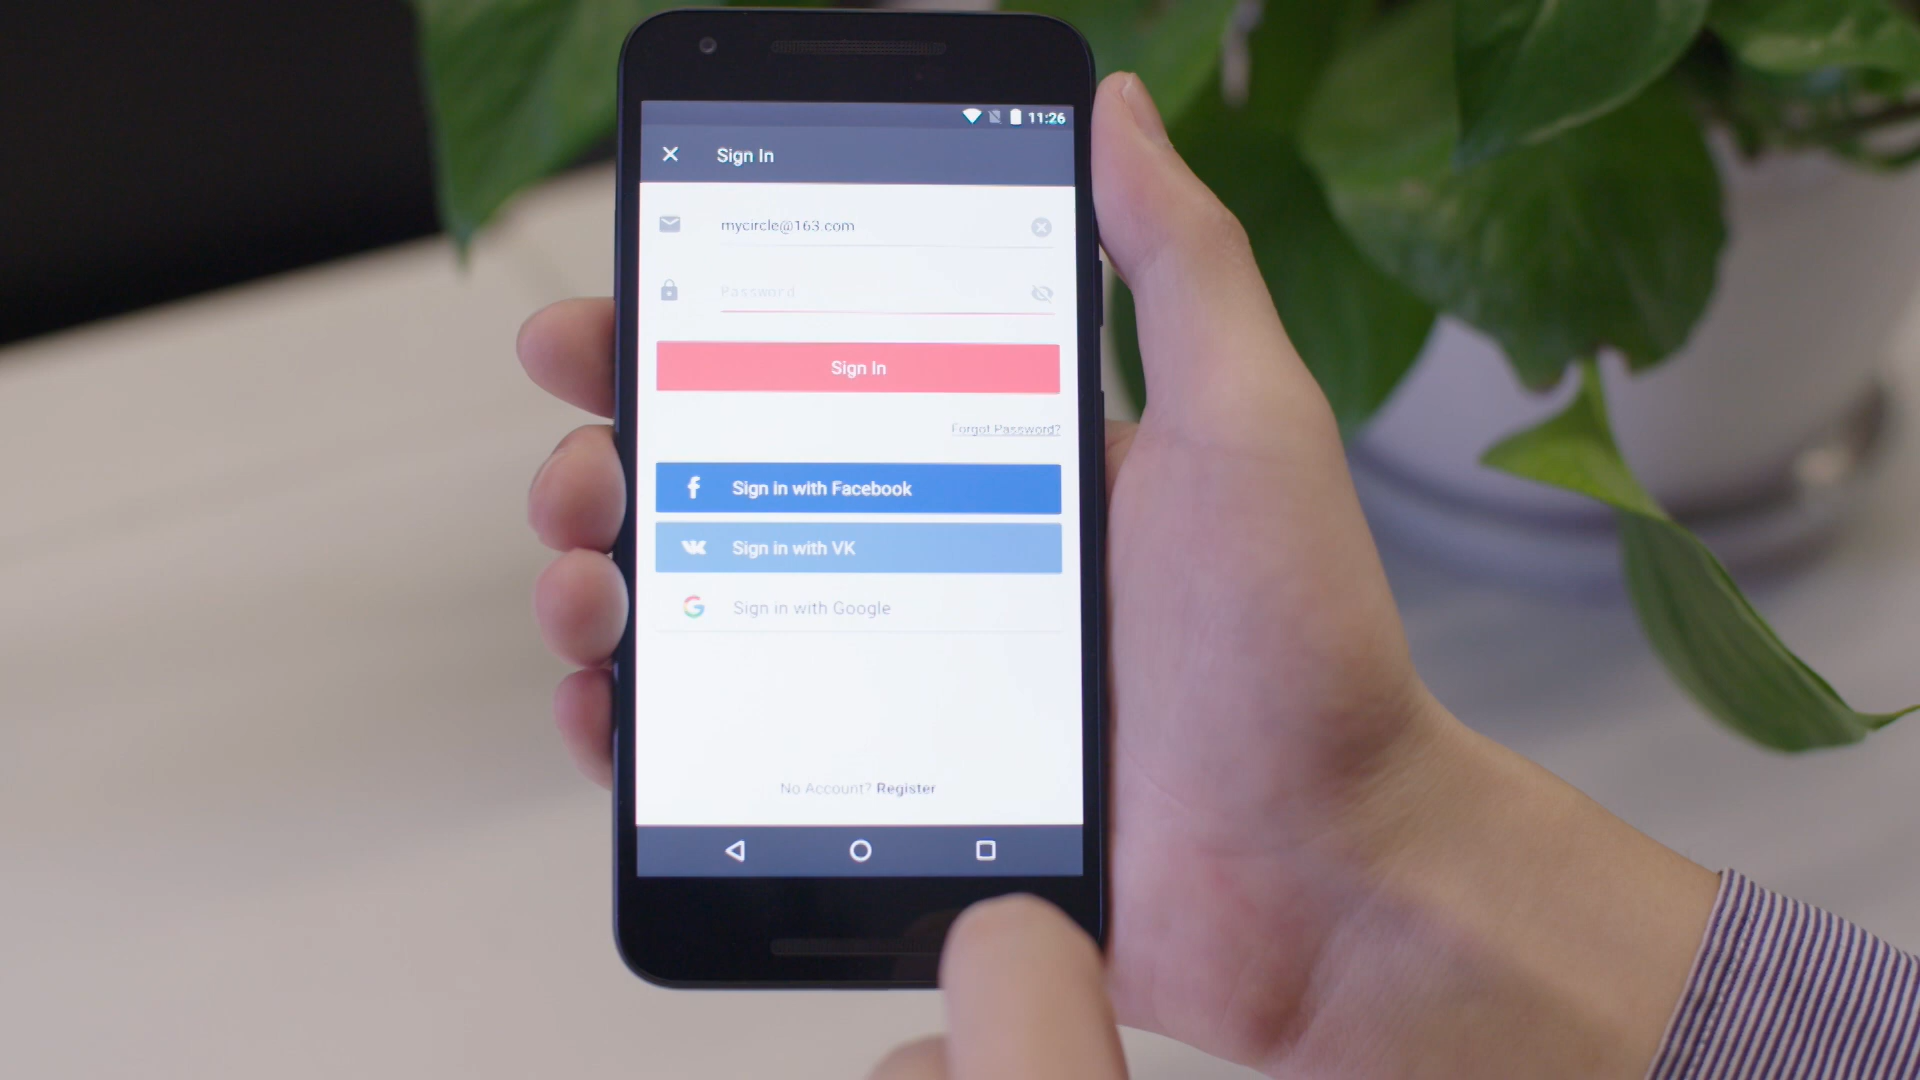 11:26
Sign In
mycircle@163.com
Password
Sign In
Forgot Password?
Sign in with Facebook
Sign in with VK
Sign in with Google
No Account? Register